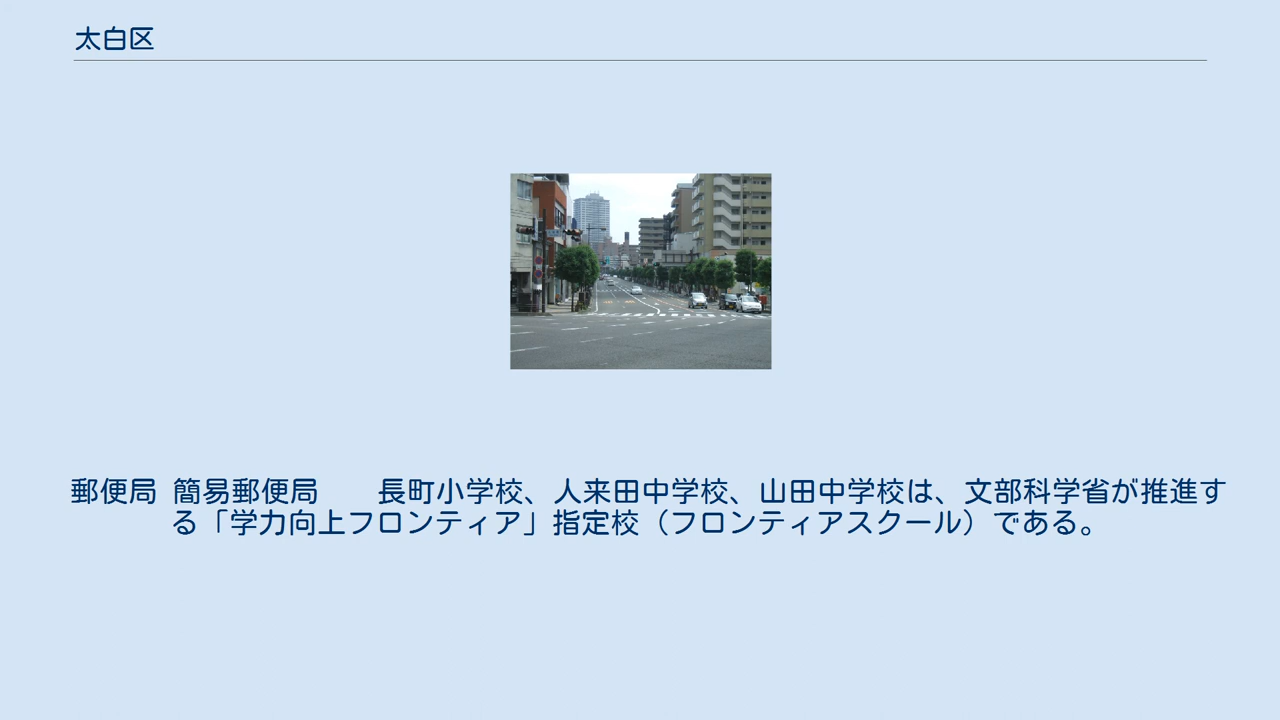 太白区
郵便局 簡易郵便局　　長町小学校、人来田中学校、山田中学校は、文部科学省が推進す
る「学力向上フロンティア」指定校（フロンティアスクール）である。